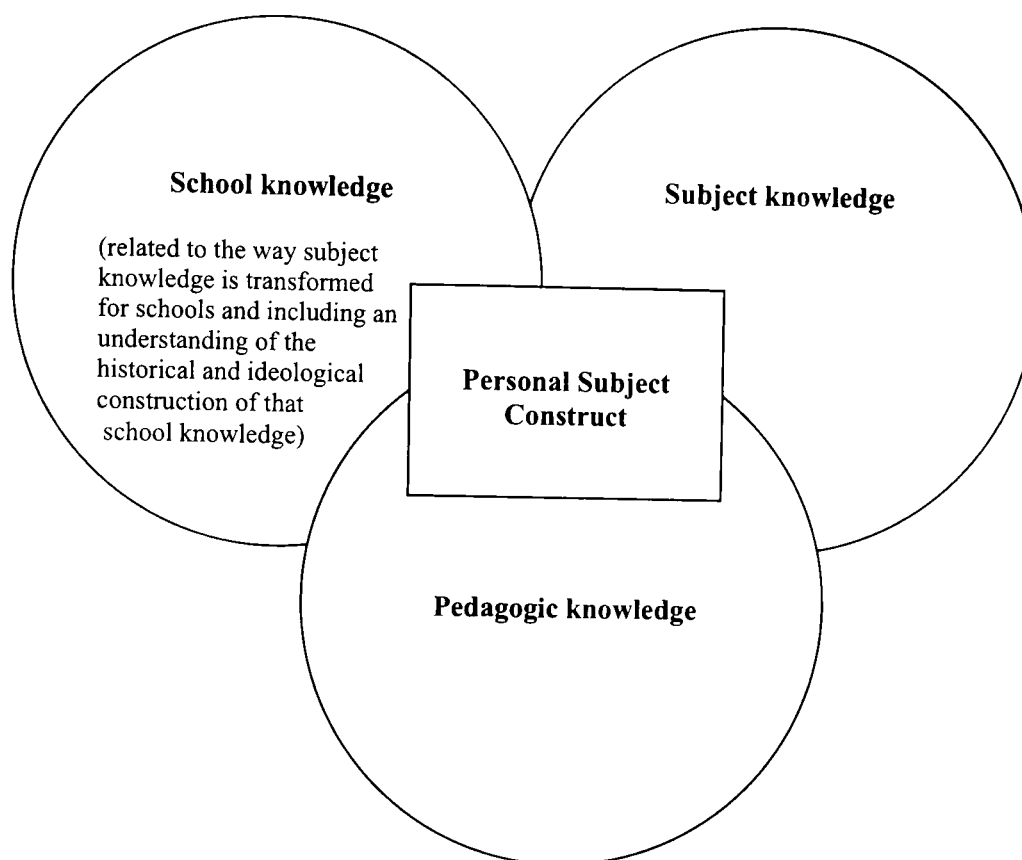 School knowledge
(related to the way subject
knowledge is transformed
for schools and including an
understanding of the
historical and ideological
construction of that
school knowledge)
Subject knowledge
Personal Subject
Construct
Pedagogic knowledge